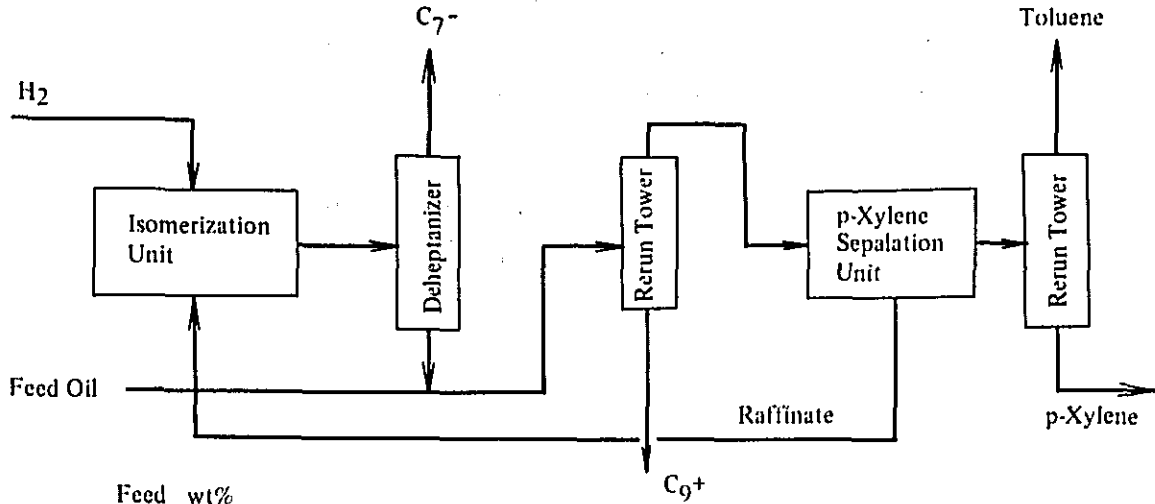 C7-
Toluene
H2
Isomerization
Unit
Deheptanizer
Rerun Tower
p-Xylene
Sepalation
Unit
Rerun Tower
Feed Oil
Raffinate
p-Xylene
C9+
Feed wt%